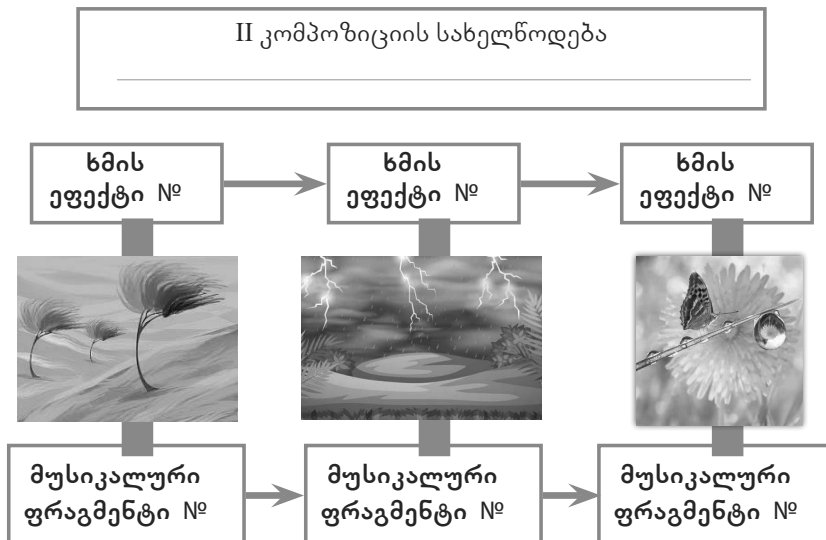 II კომპოზიციის სახელწოდება
ხმის
ეფექტი №
ხმის
ეფექტი №
ხმის
ეფექტი №
მუსიკალური
ფრაგმენტი №
მუსიკალური
ფრაგმენტი №
მუსიკალური
ფრაგმენტი №